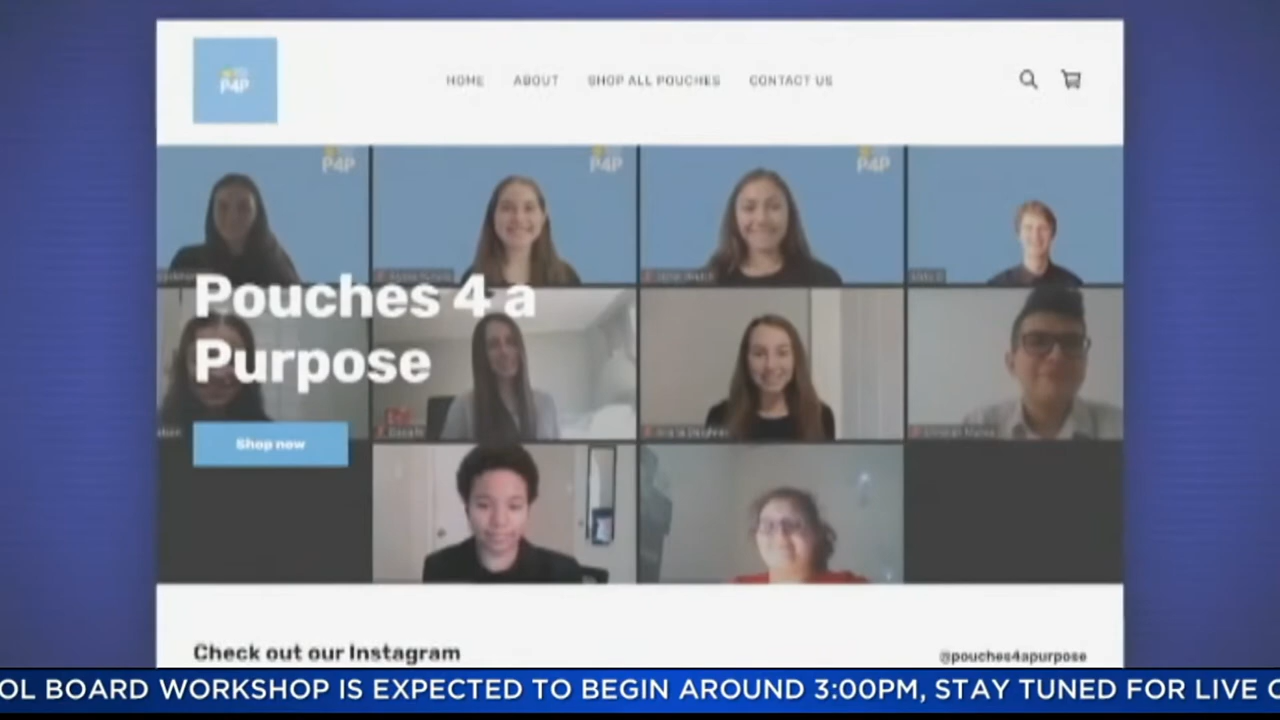 P4P
HOME ABOUT SHOP ALL POUCHES CONTACT US
P4P P4P P4P
Pouches 4 a
Purpose
Shop now
Check out our Instagram
@pouches4apurpose
OL BOARD WORKSHOP IS EXPECTED TO BEGIN AROUND 3:00PM, STAY TUNED FOR LIVE